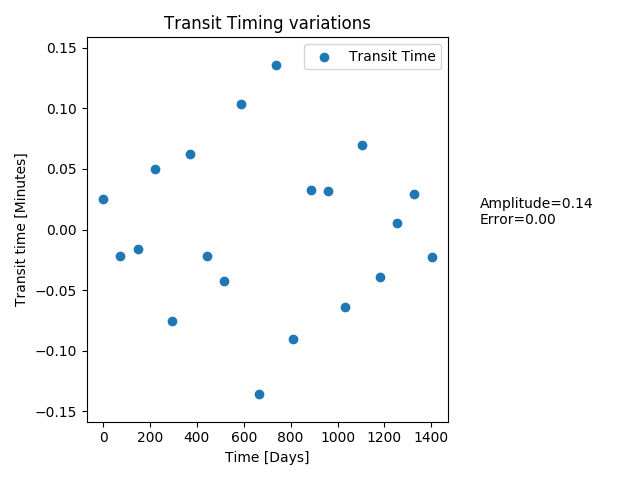 Transit Timing variations
Transit Time
0.15
0.10
0.05
0.00
−0.05
−0.10
−0.15
Transit time [Minutes]
0 200 400 600 800 1000 1200 1400
Time [Days]
Amplitude=0.14
Error=0.00